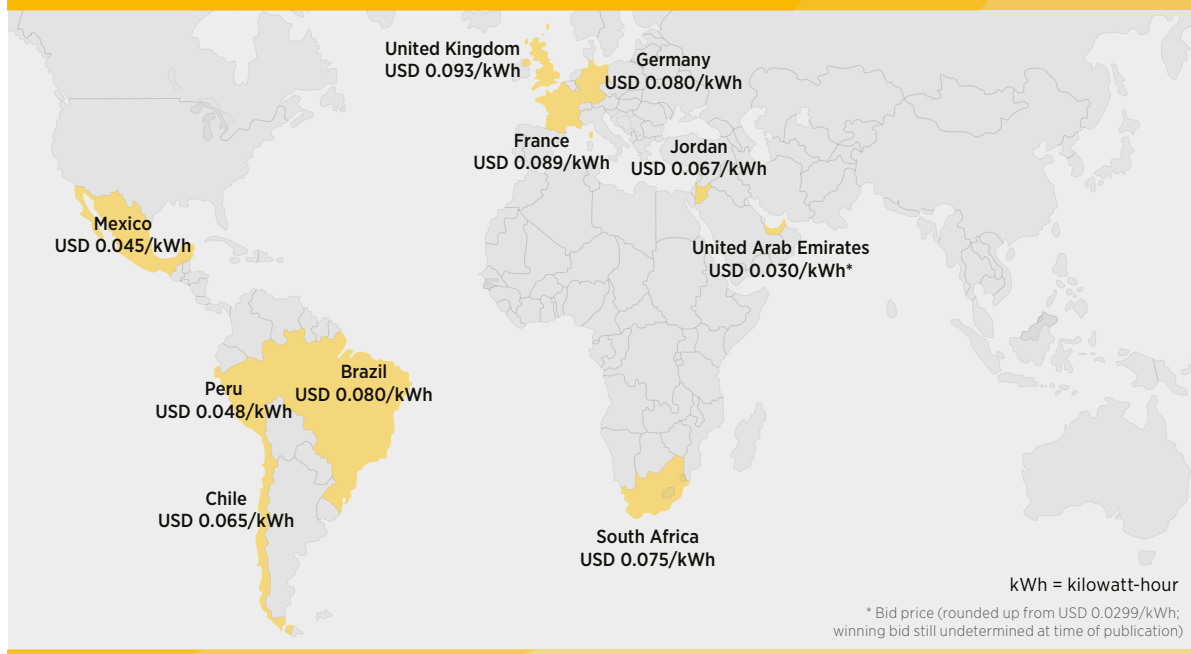 United Kingdom
USD 0.093/kWh
Germany
USD 0.080/kWh
France
USD 0.089/kWh
Jordan
USD 0.067/kWh
Mexico
USD 0.045/kWh
United Arab Emirates
USD 0.030/kWh*
Brazil
USD 0.080/kWh
Peru
USD 0.048/kWh
Chile
USD 0.065/kWh
South Africa
USD 0.075/kWh
kWh = kilowatt-hour
* Bid price (rounded up from USD 0.0299/kWh;
winning bid still undetermined at time of publication)